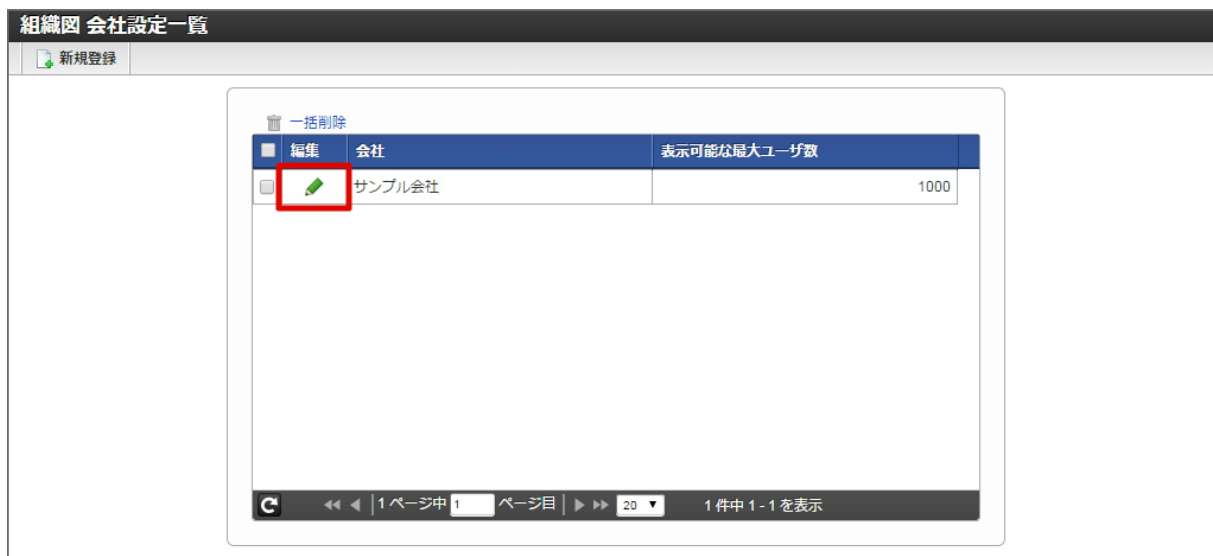 組織図 会社設定一覧
新規登録
一括削除
編集 会社 表示可能な最大ユーザ数
サンプル会社 1000
1 ページ中 1 ページ目 20 1 件中 1 - 1 を表示